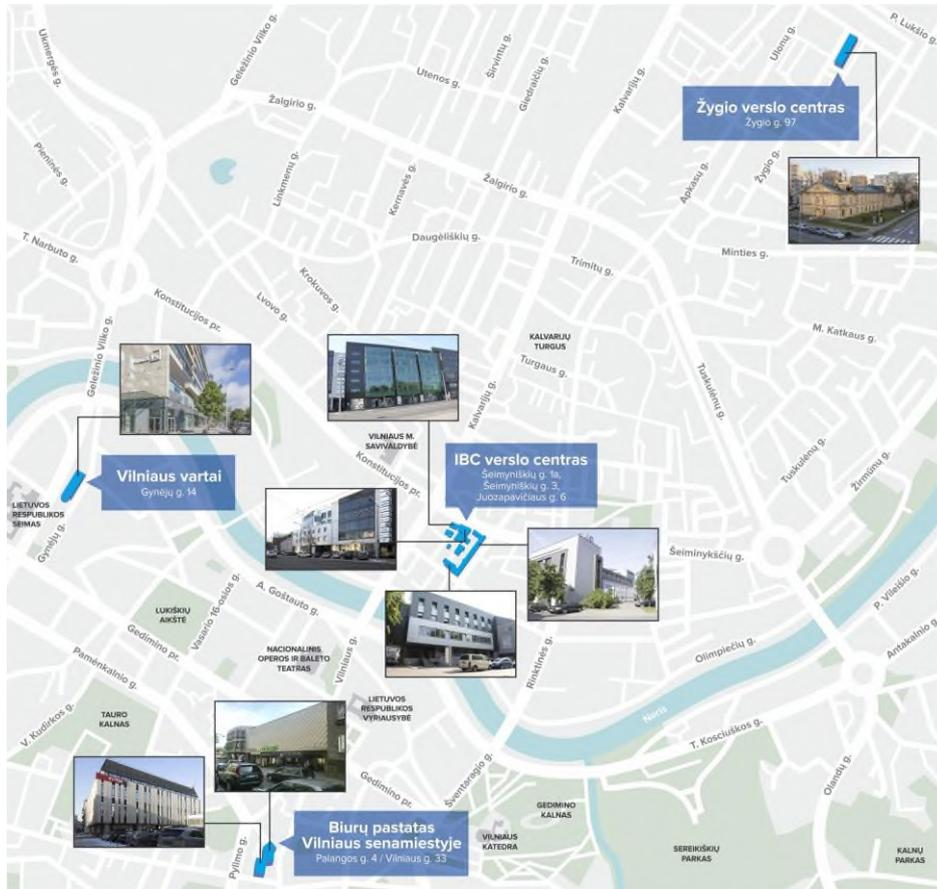 Ukmergės g.
Geležinio Vilko g.
Utenos g.
Širvintų g.
Giedraičių g.
Kalvarijų g.
Ulonų g.
P. Lukšio g.
Žalgirio g.
Žygio verslo centras
Žygio g. 97
Pieninės g.
Linkmenų g.
Kernavės g.
Žalgirio g.
Apkasų g.
Žygio g.
T. Narbuto g.
Daugėliškių g.
Trimitų g.
Minties g.
Krokuvos g.
Lvovo g.
Konstitucijos pr.
Geležinio Vilko g.
KALVARIJŲ
TURGUS
Turgaus g.
M. Katkaus g.
Tuskulėnų g.
Kalvarijų g.
VILNIAUS M.
SAVIVALDYBĖ
Konstitucijos pr.
IBC verslo centras
Šeimyniškių g. 1a,
Šeimyniškių g. 3,
Juozapavičiaus g. 6
Tuskulėnų g.
Žirmūnų g.
Vilniaus vartai
Gynėjų g. 14
LIETUVOS
RESPUBLIKOS
SEIMAS
Gynėjų g.
Šeiminykščių g.
A. Goštauto g.
Vasario 16-osios g.
LUKIŠKIŲ
AIKŠTĖ
P. Vileišio g.
Antakalnio g.
Gedimino pr.
NACIONALINIS
OPEROS IR BALETO
TEATRAS
Vilniaus g.
Rinktinės g.
Olimpiečių g.
Pamėnkalnio g.
LIETUVOS
RESPUBLIKOS
VYRIAUSYBĖ
V. Kudirkos g.
TAURO
KALNAS
Neris
T. Kosciuškos g.
Olandų g.
Gedimino pr.
Šventaragio g.
GEDIMINO
KALNAS
Biurų pastatas
Vilniaus senamiestyje
Palangos g. 4 / Vilniaus g. 33
Pylimo g.
VILNIAUS
KATEDRA
SEREIKIŠKIŲ
PARKAS
KALNŲ
PARKAS